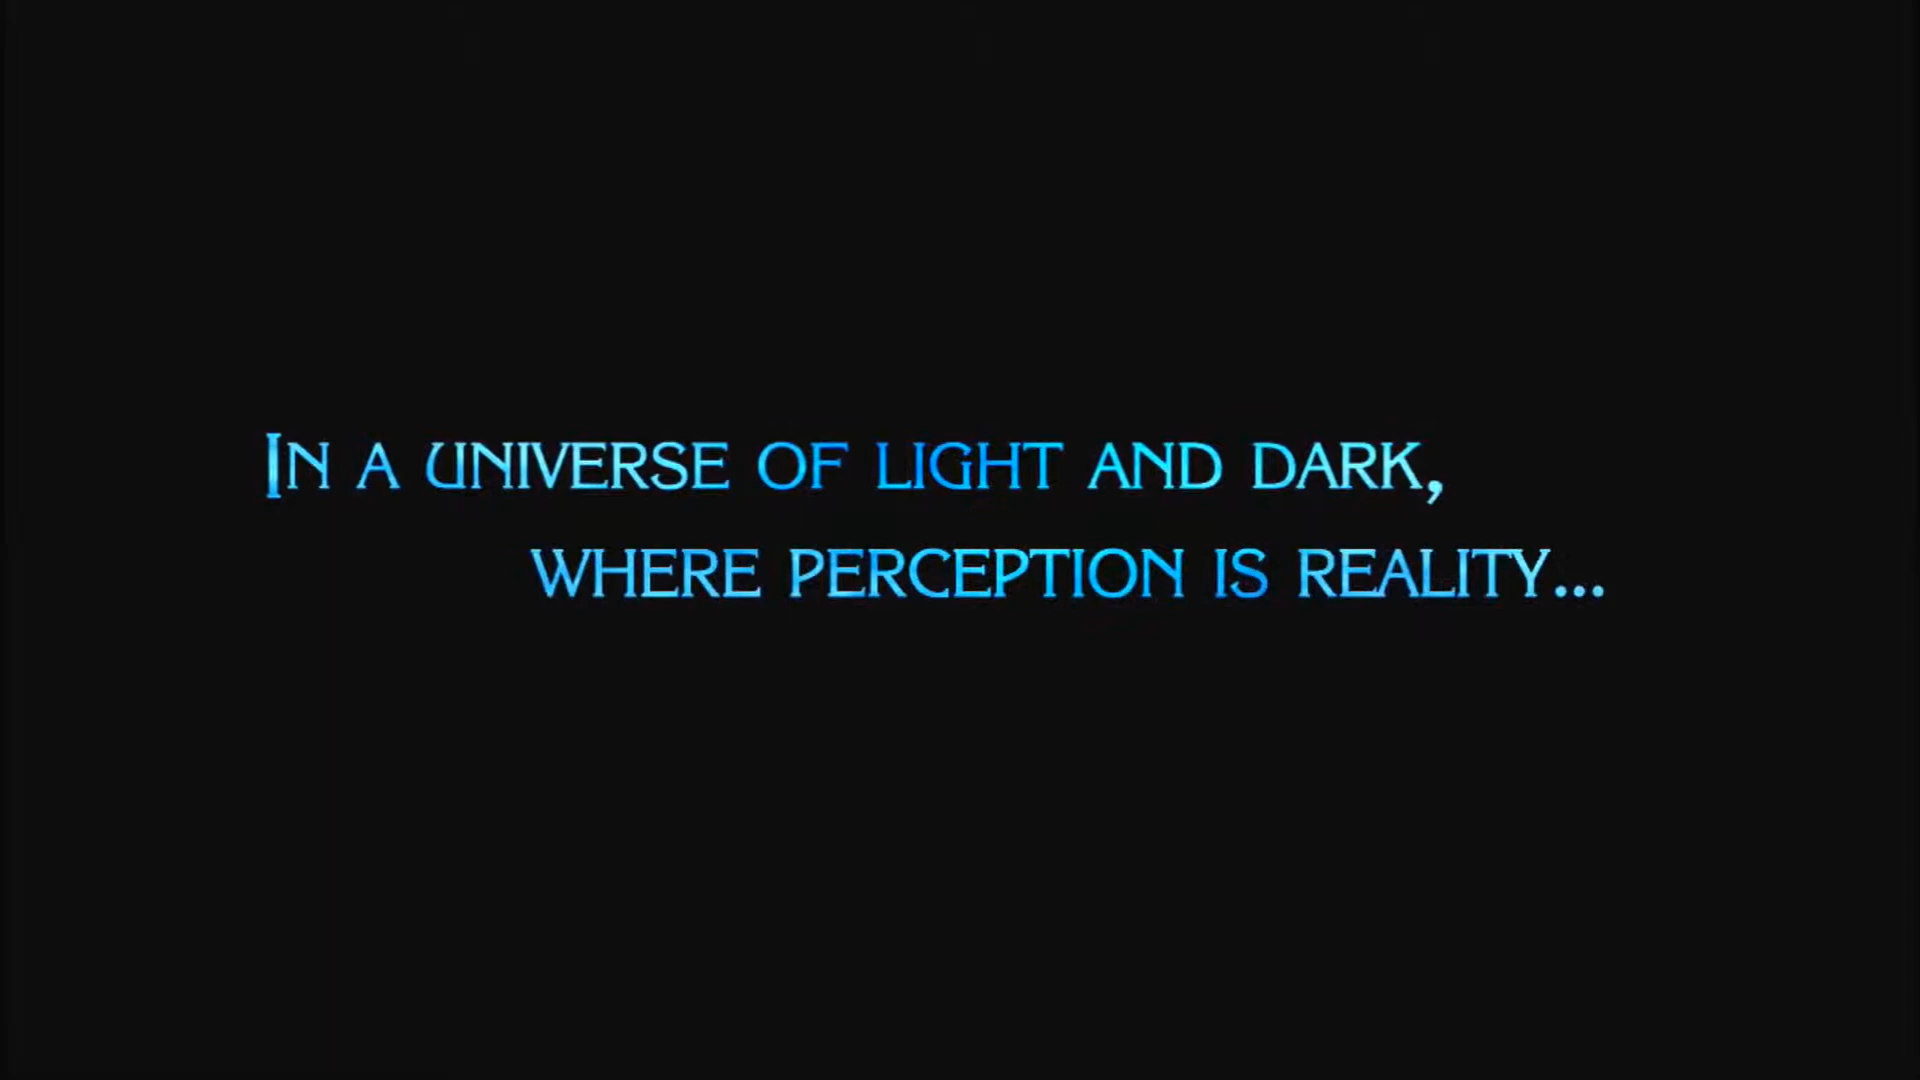 In a universe of light and dark,
where perception is reality...